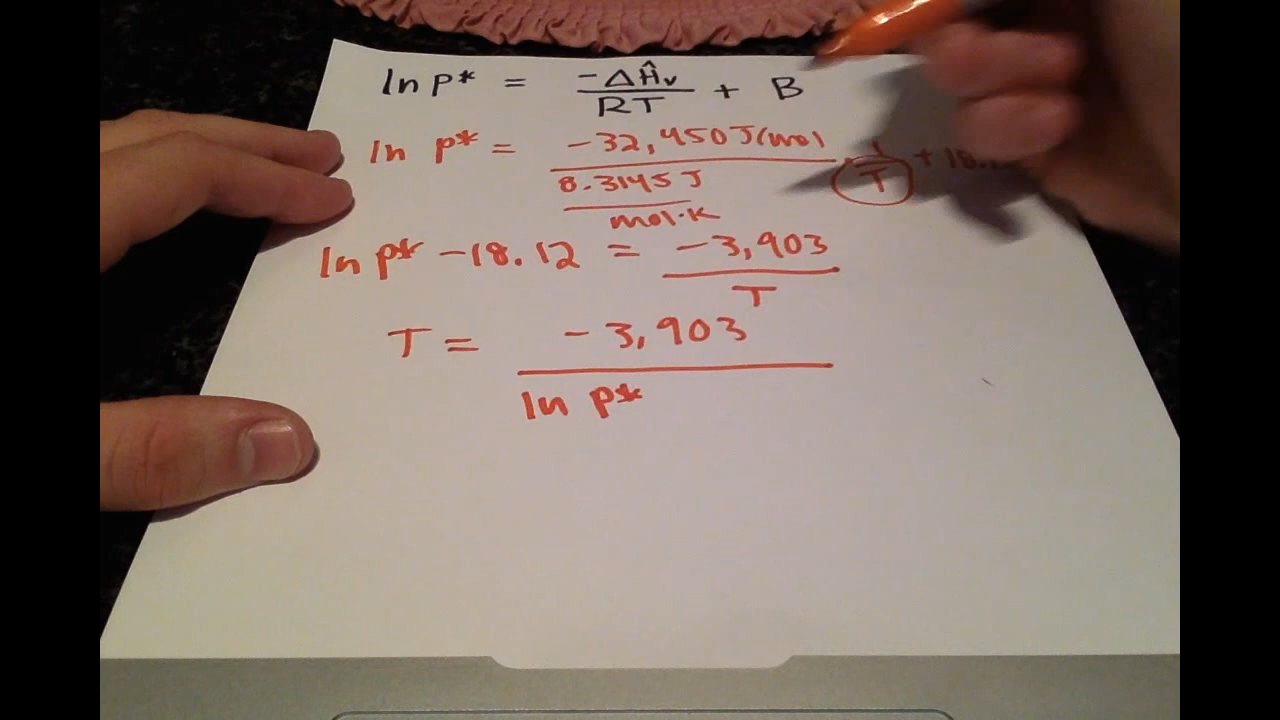 ln p* = -ΔĤv / RT + B
ln p* = -32,450 J/mol / 8.3145 J / mol·K · 1 / T +
ln p* - 18.12 = -3,903 / T
T = -3,903 / ln p*